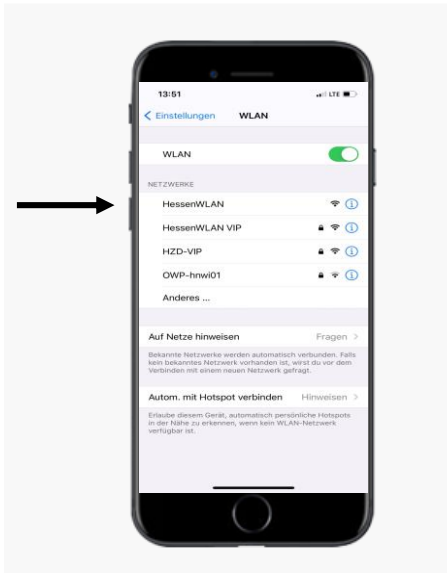 13:51
LTE
Einstellungen WLAN
WLAN
NETZWERKE
HessenWLAN
HessenWLAN VIP
HZD-VIP
OWP-hnwi01
Anderes ...
Auf Netze hinweisen Fragen
Bekannte Netzwerke werden automatisch verbunden. Falls
kein bekanntes Netzwerk vorhanden ist, wirst du vor dem
Verbinden mit einem neuen Netzwerk gefragt.
Autom. mit Hotspot verbinden Hinweisen
Erlaube diesem Gerät, automatisch persönliche Hotspots
in der Nähe zu erkennen, wenn kein WLAN-Netzwerk
verfügbar ist.